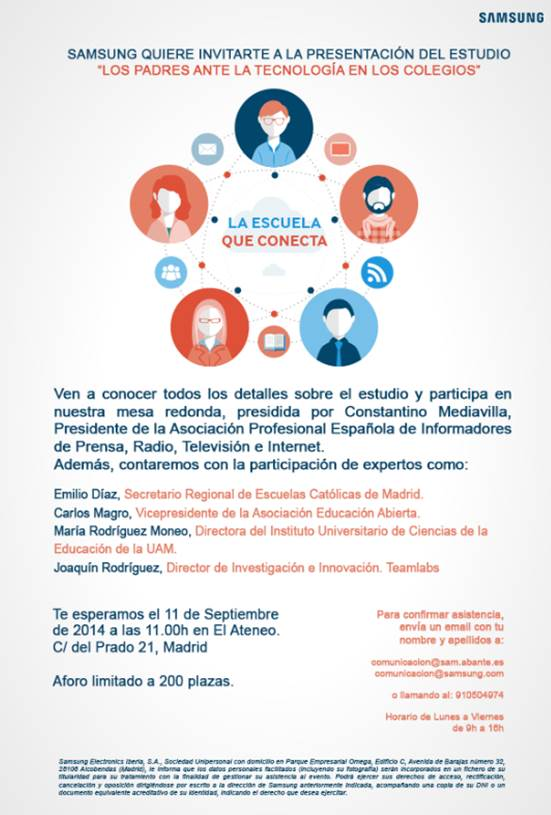 SAMSUNG
SAMSUNG QUIERE INVITARTE A LA PRESENTACIÓN DEL ESTUDIO
"LOS PADRES ANTE LA TECNOLOGÍA EN LOS COLEGIOS"
LA ESCUELA
QUE CONECTA
Ven a conocer todos los detalles sobre el estudio y participa en
nuestra mesa redonda, presidida por Constantino Mediavilla,
Presidente de la Asociación Profesional Española de Informadores
de Prensa, Radio, Televisión e Internet.
Además, contaremos con la participación de expertos como:
Emilio Díaz, Secretario Regional de Escuelas Católicas de Madrid.
Carlos Magro, Vicepresidente de la Asociación Educación Abierta.
María Rodríguez Moneo, Directora del Instituto Universitario de Ciencias de la
Educación de la UAM.
Joaquín Rodríguez, Director de Investigación e Innovación. Teamlabs
Te esperamos el 11 de Septiembre
de 2014 a las 11.00h en El Ateneo.
C/ del Prado 21, Madrid
Aforo limitado a 200 plazas.
Para confirmar asistencia,
envía un email con tu
nombre y apellidos a:
comunicacion@sam.abante.es
comunicacion@samsung.com
o llamando al: 910504974
Horario de Lunes a Viernes
de 9h a 16h
Samsung Electronics Iberia, S.A., Sociedad Unipersonal con domicilio en Parque Empresarial Omega, Edificio C, Avenida de Barajas número 32,
28108 Alcobendas (Madrid), le informa que los datos personales facilitados (incluyendo su fotografía) serán incorporados en un fichero de su
titularidad para su tratamiento con la finalidad de gestionar su asistencia al evento. Podrá ejercer sus derechos de acceso, rectificación,
cancelación y oposición dirigiéndose por escrito a la dirección de Samsung anteriormente indicada, acompañando una copia de su DNI o un
documento equivalente acreditativo de su identidad, indicando el derecho que desea ejercitar.